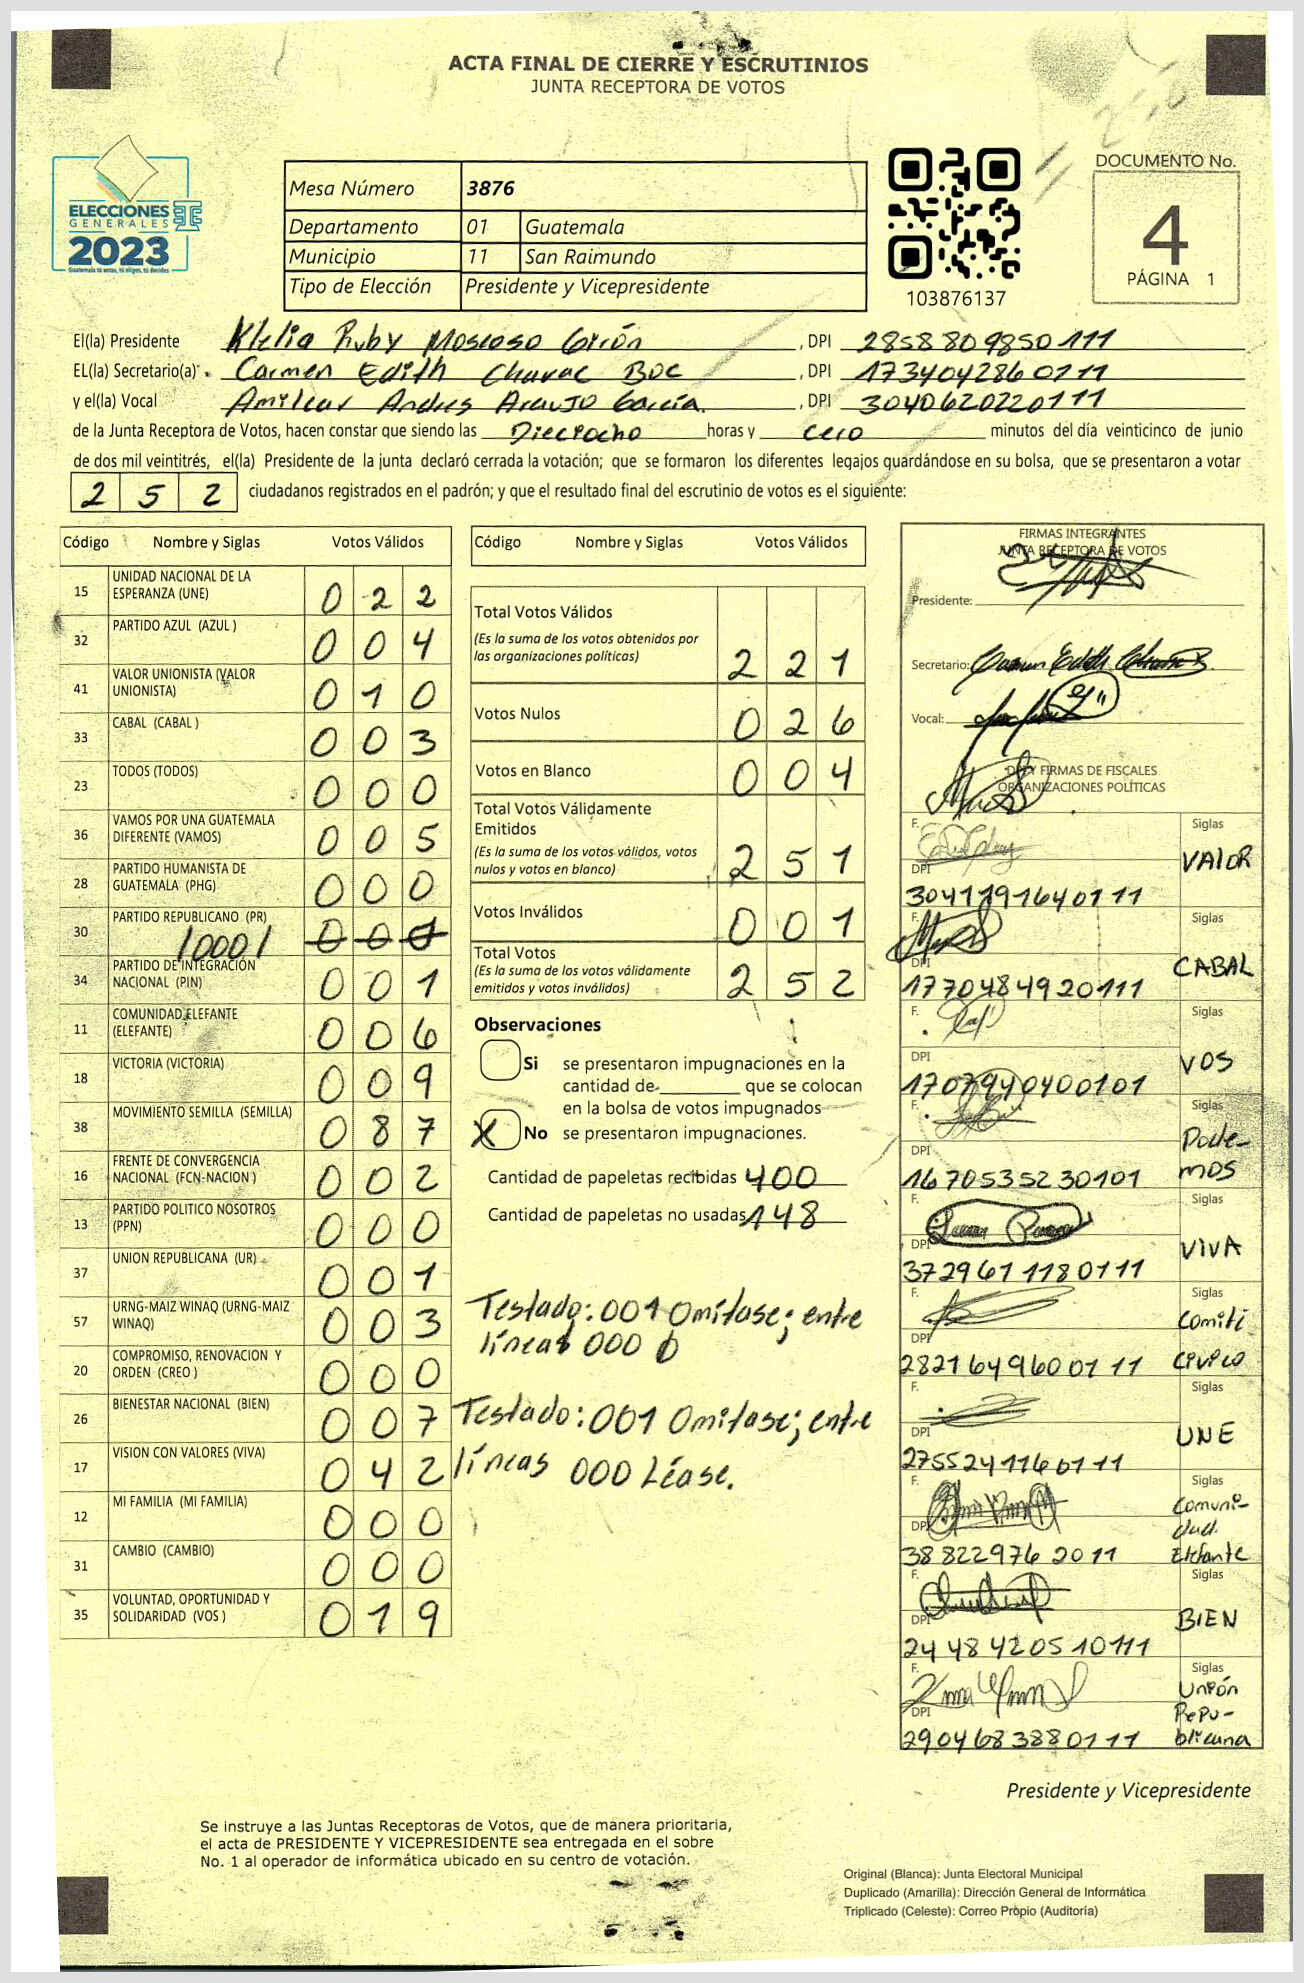 ACTA FINAL DE CIERRE Y ESCRUTINIOS
JUNTA RECEPTORA DE VOTOS
ELECCIONES
GENERALES
2023
Guatemala tú votas, tú eliges, tú decides
Mesa Número 3876
Departamento 01 Guatemala
Municipio 11 San Raimundo
Tipo de Elección Presidente y Vicepresidente
103876137
DOCUMENTO No.
4
PÁGINA 1
El(la) Presidente Klelia Ruby Moscoso Girón, DPI 2858809850111
EL(la) Secretario(a) Carmen Edith Chavac Boc, DPI 1734042860111
y el(la) Vocal Amilcar Andres Araujo García, DPI 3040620220111
de la Junta Receptora de Votos, hacen constar que siendo las Dieciocho horas y cero minutos del día veinticinco de junio
de dos mil veintitrés, el(la) Presidente de la junta declaró cerrada la votación; que se formaron los diferentes legajos guardándose en su bolsa, que se presentaron a votar
2 5 2 ciudadanos registrados en el padrón; y que el resultado final del escrutinio de votos es el siguiente:
Código Nombre y Siglas Votos Válidos
15 UNIDAD NACIONAL DE LA ESPERANZA (UNE) 0 2 2
32 PARTIDO AZUL (AZUL ) 0 0 4
41 VALOR UNIONISTA (VALOR UNIONISTA) 0 1 0
33 CABAL (CABAL ) 0 0 3
23 TODOS (TODOS) 0 0 0
36 VAMOS POR UNA GUATEMALA DIFERENTE (VAMOS) 0 0 5
28 PARTIDO HUMANISTA DE GUATEMALA (PHG) 0 0 0
30 PARTIDO REPUBLICANO (PR) /000/
34 PARTIDO DE INTEGRACIÓN NACIONAL (PIN) 0 0 1
11 COMUNIDAD ELEFANTE (ELEFANTE) 0 0 6
18 VICTORIA (VICTORIA) 0 0 9
38 MOVIMIENTO SEMILLA (SEMILLA) 0 8 7
16 FRENTE DE CONVERGENCIA NACIONAL (FCN-NACION ) 0 0 2
13 PARTIDO POLITICO NOSOTROS (PPN) 0 0 0
37 UNION REPUBLICANA (UR) 0 0 1
57 URNG-MAIZ WINAQ (URNG-MAIZ WINAQ) 0 0 3
20 COMPROMISO, RENOVACION Y ORDEN (CREO ) 0 0 0
26 BIENESTAR NACIONAL (BIEN) 0 0 7
17 VISION CON VALORES (VIVA) 0 4 2
12 MI FAMILIA (MI FAMILIA) 0 0 0
31 CAMBIO (CAMBIO) 0 0 0
35 VOLUNTAD, OPORTUNIDAD Y SOLIDARIDAD (VOS ) 0 1 9
Código Nombre y Siglas Votos Válidos
Total Votos Válidos
(Es la suma de los votos obtenidos por
las organizaciones políticas) 2 2 1
Votos Nulos 0 2 6
Votos en Blanco 0 0 4
Total Votos Válidamente
Emitidos
(Es la suma de los votos válidos, votos
nulos y votos en blanco) 2 5 1
Votos Inválidos 0 0 1
Total Votos
(Es la suma de los votos válidamente
emitidos y votos inválidos) 2 5 2
Observaciones
Si se presentaron impugnaciones en la
cantidad de que se colocan
en la bolsa de votos impugnados
X No se presentaron impugnaciones.
Cantidad de papeletas recibidas 400
Cantidad de papeletas no usadas 148
Testado: 001 Omitase; entre
líneas 000
Testado: 001 Omitase; entre
líneas 000 Léase.
FIRMAS INTEGRANTES
JUNTA RECEPTORA DE VOTOS
Presidente:
Secretario:
Vocal:
DPI Y FIRMAS DE FISCALES
ORGANIZACIONES POLÍTICAS
F. Siglas
DPI VALOR
3041191640111
F. Siglas
DPI CABAL
1770484920111
F. Siglas
DPI VOS
1707940400101
F. Siglas
DPI Podemos
1670535230101
F. Siglas
DPI VIVA
3729611180111
F. Siglas
DPI Comité Civico
2821649600111
F. Siglas
DPI UNE
2755241160111
F. Siglas
DPI Comunidad Elefante
388229762011
F. Siglas
DPI BIEN
2448420510111
F. Siglas
DPI Unión Republicana
2904683880111
Presidente y Vicepresidente
Se instruye a las Juntas Receptoras de Votos, que de manera prioritaria,
el acta de PRESIDENTE Y VICEPRESIDENTE sea entregada en el sobre
No. 1 al operador de informática ubicado en su centro de votación.
Original (Blanca): Junta Electoral Municipal
Duplicado (Amarilla): Dirección General de Informática
Triplicado (Celeste): Correo Propio (Auditoría)